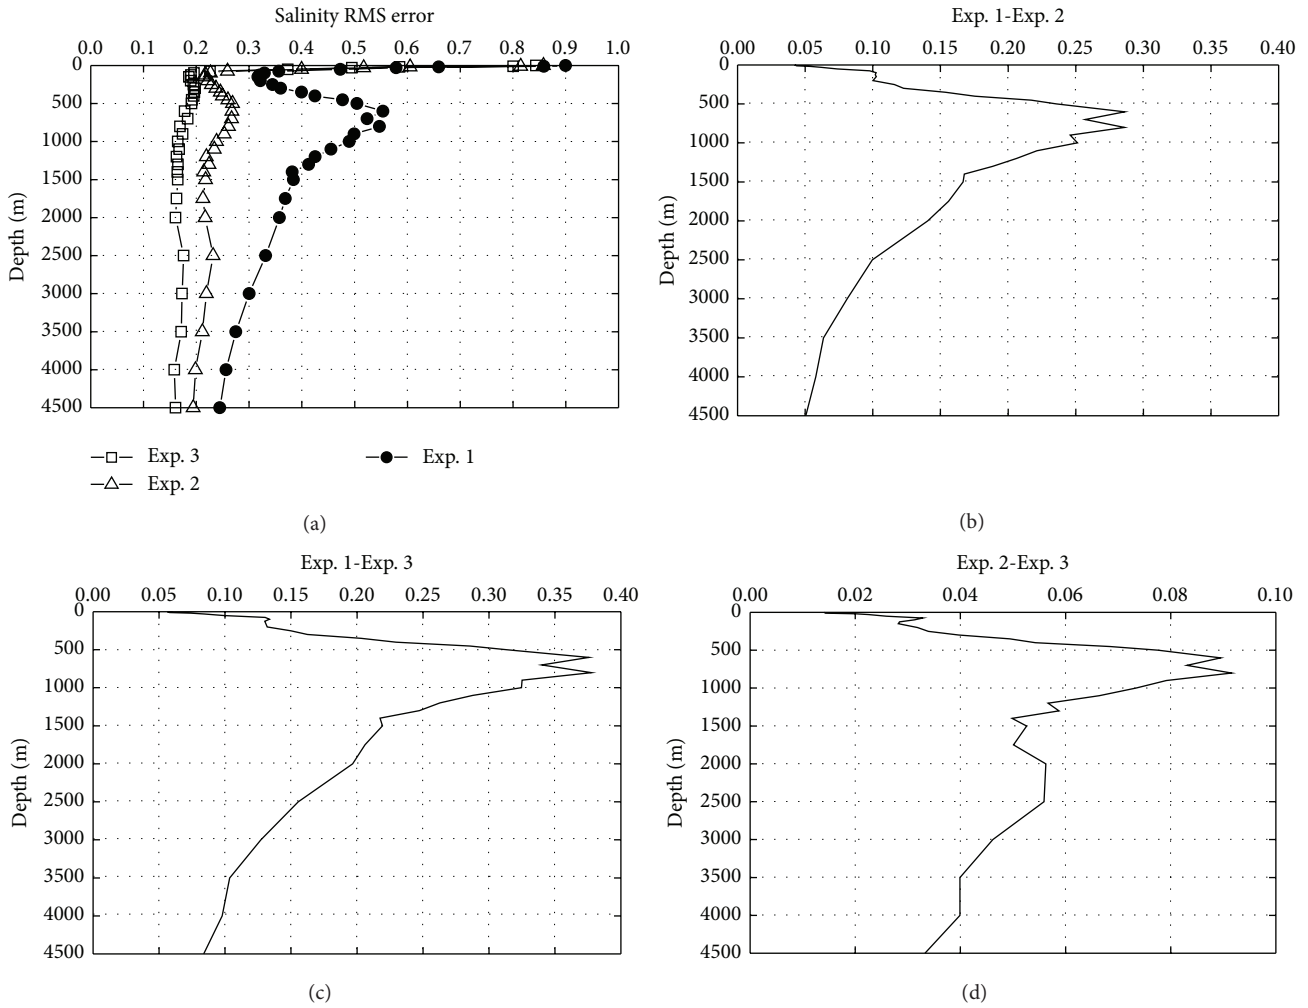 Salinity RMS error
0.0 0.1 0.2 0.3 0.4 0.5 0.6 0.7 0.8 0.9 1.0
0
500
1000
1500
2000
2500
3000
3500
4000
4500
Depth (m)
Exp. 3
Exp. 2
Exp. 1
(a)
Exp. 1-Exp. 2
0.00 0.05 0.10 0.15 0.20 0.25 0.30 0.35 0.40
0
500
1000
1500
2000
2500
3000
3500
4000
4500
Depth (m)
(b)
Exp. 1-Exp. 3
0.00 0.05 0.10 0.15 0.20 0.25 0.30 0.35 0.40
0
500
1000
1500
2000
2500
3000
3500
4000
4500
Depth (m)
(c)
Exp. 2-Exp. 3
0.00 0.02 0.04 0.06 0.08 0.10
0
500
1000
1500
2000
2500
3000
3500
4000
4500
Depth (m)
(d)